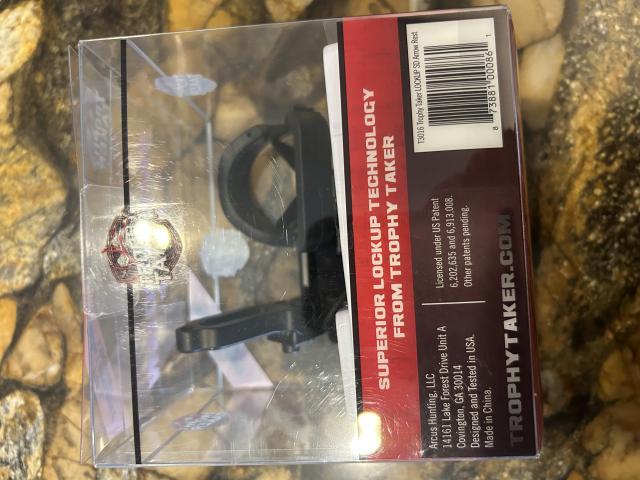 SUPERIOR LOCKUP TECHNOLOGY
FROM TROPHY TAKER
Arcus Hunting, LLC
14161 Lake Forest Drive Unit A
Covington, GA 30014
Designed and Tested in USA.
Made in China.
Licensed under US Patent
6,202,635 and 6,913,008.
Other patents pending.
T3016 Trophy Taker LOCKUP SD Arrow Rest
8 73881 00086 1
TROPHYTAKER.COM